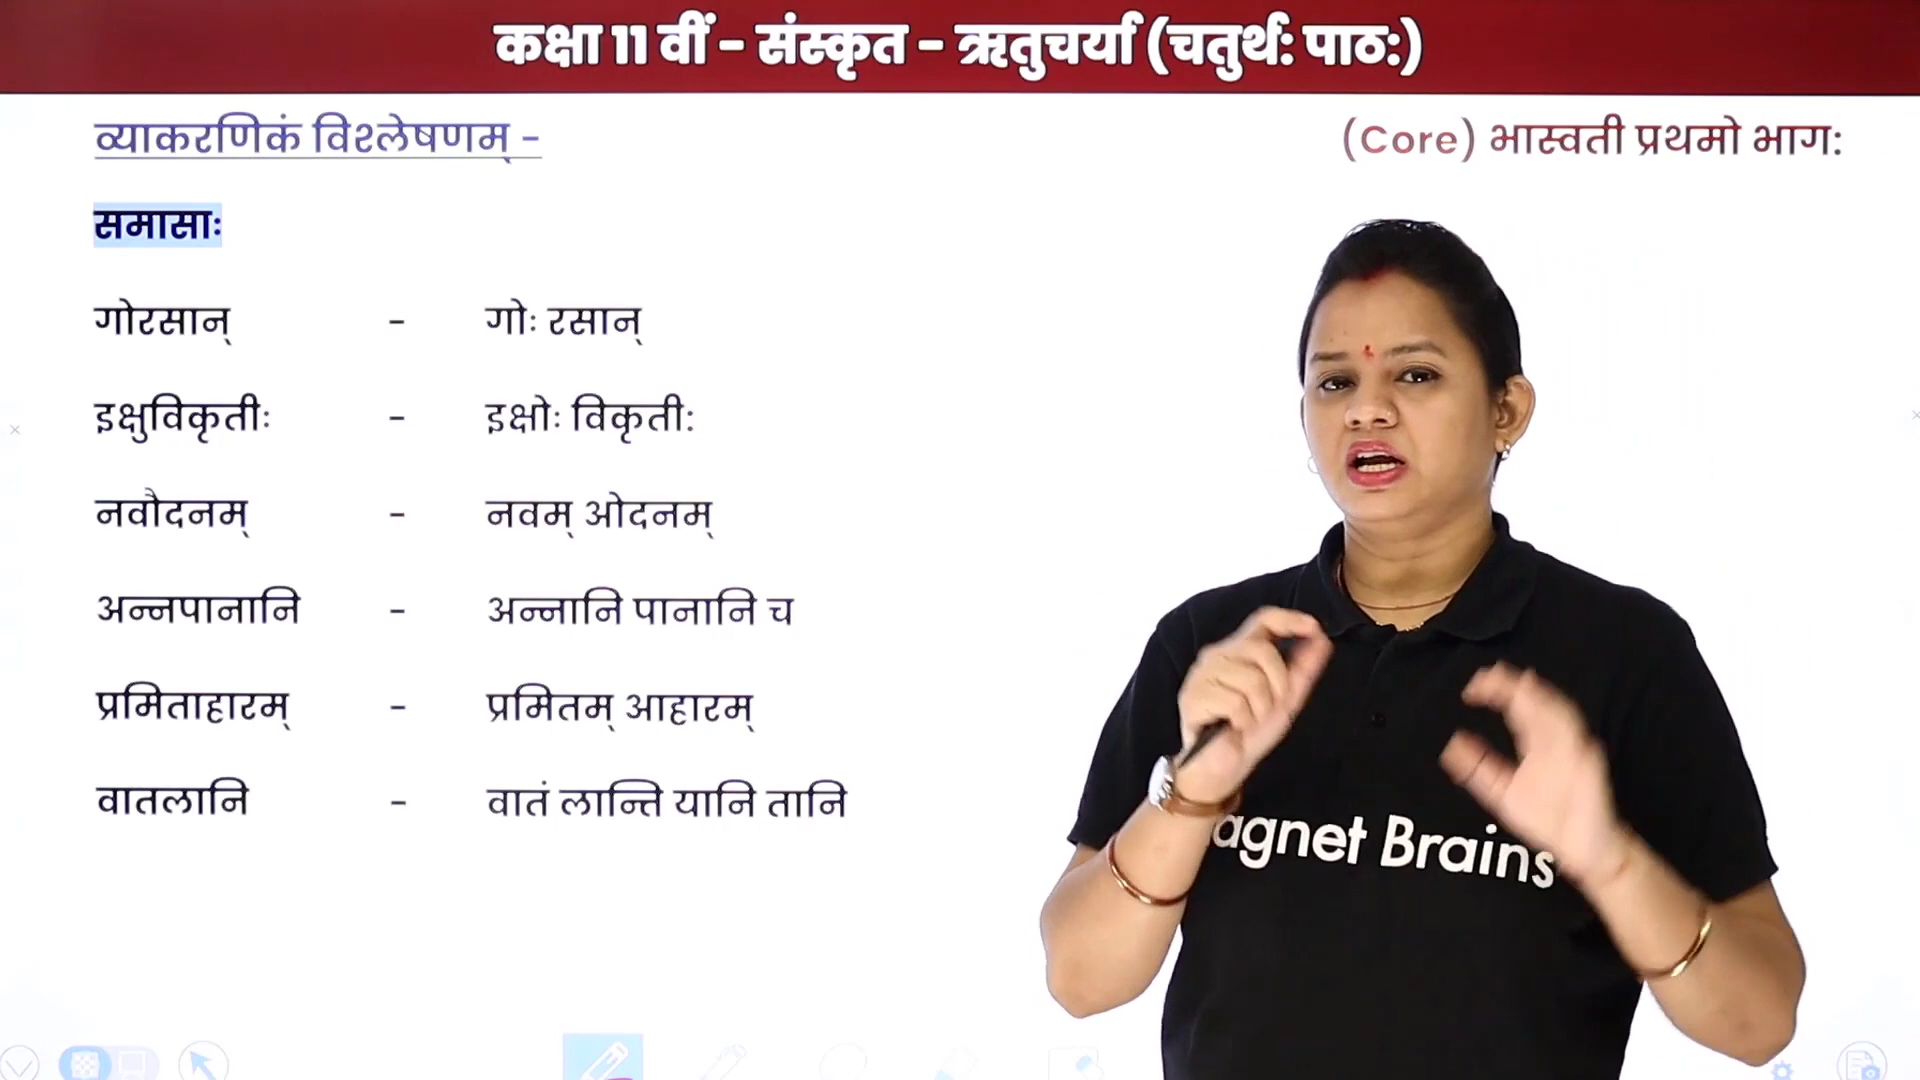 कक्षा 11 वीं - संस्कृत - ऋतुचर्या (चतुर्थ: पाठ:)
व्याकरणिकं विश्लेषणम् -
(Core) भास्वती प्रथमो भाग:
समासाः
गोरसान् - गोः रसान्
इक्षुविकृतीः - इक्षोः विकृती:
नवौदनम् - नवम् ओदनम्
अन्नपानानि - अन्नानि पानानि च
प्रमिताहारम् - प्रमितम् आहारम्
वातलानि - वातं लान्ति यानि तानि
agnet Brains